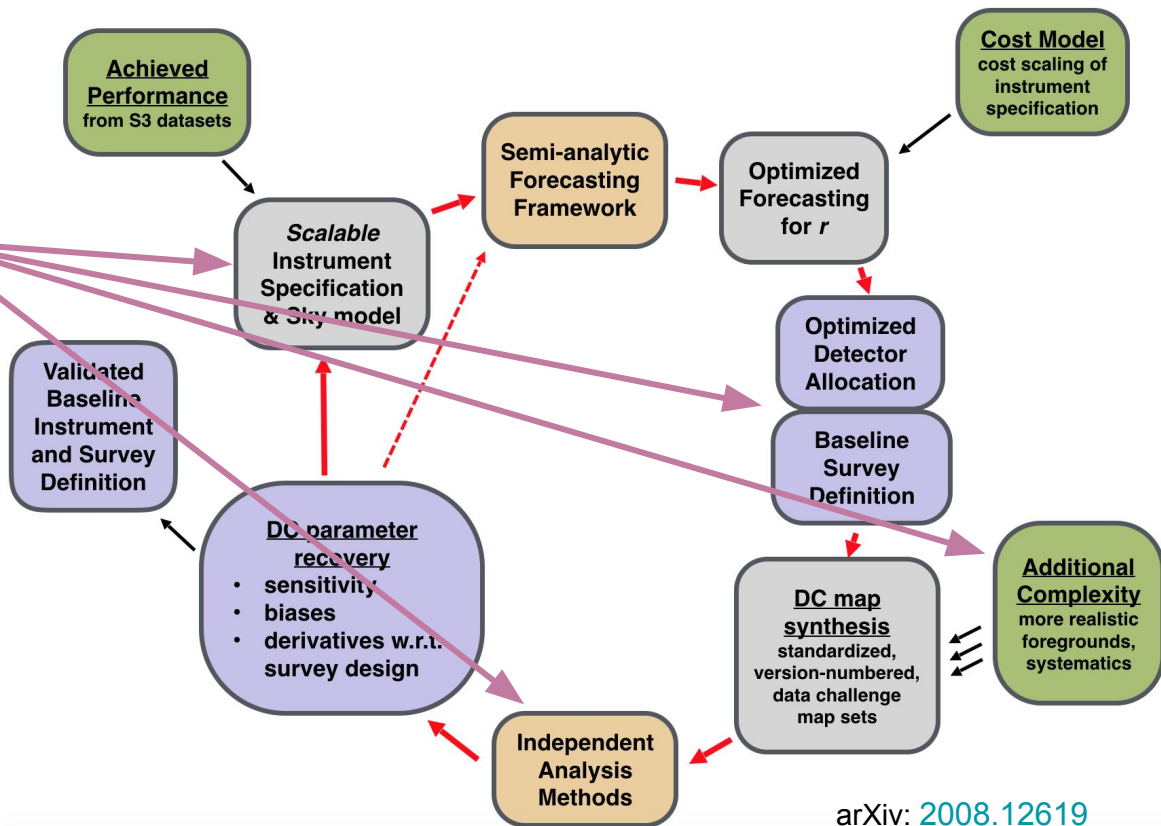 Achieved
Performance
from S3 datasets
Cost Model
cost scaling of
instrument
specification
Semi-analytic
Forecasting
Framework
Optimized
Forecasting
for r
Scalable
Instrument
Specification
& Sky model
Optimized
Detector
Allocation
Validated
Baseline
Instrument
and Survey
Definition
Baseline
Survey
Definition
DC parameter
recovery
• sensitivity
• biases
• derivatives w.r.t.
survey design
DC map
synthesis
standardized,
version-numbered,
data challenge
map sets
Additional
Complexity
more realistic
foregrounds,
systematics
Independent
Analysis
Methods
arXiv: 2008.12619